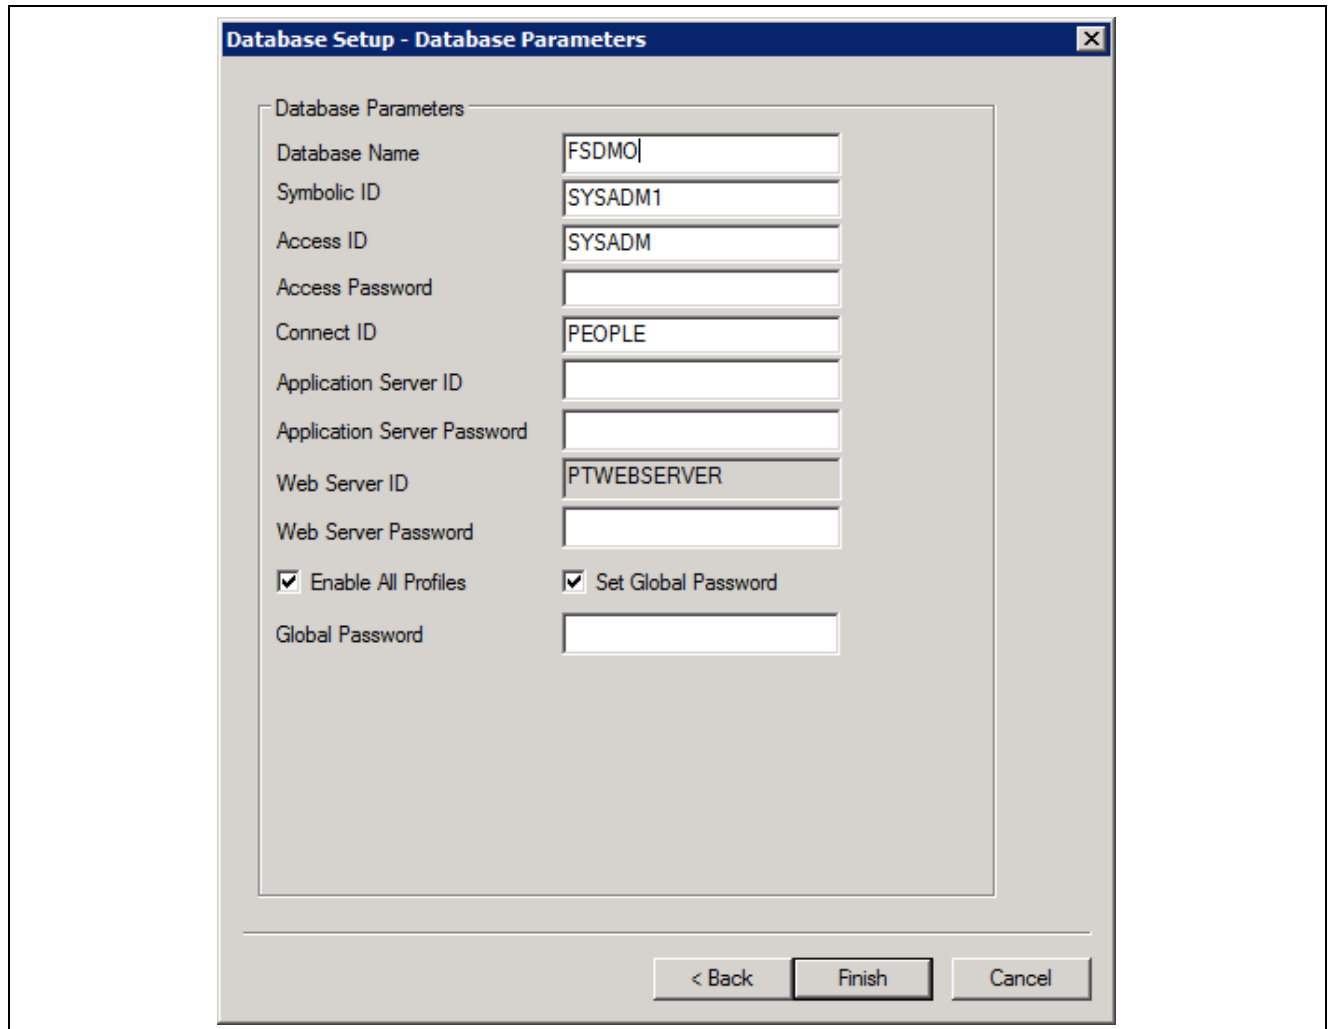 Database Setup - Database Parameters
Database Parameters
Database Name FSDMO
Symbolic ID SYSADM1
Access ID SYSADM
Access Password
Connect ID PEOPLE
Application Server ID
Application Server Password
Web Server ID PTWEBSERVER
Web Server Password
Enable All Profiles Set Global Password
Global Password
< Back Finish Cancel